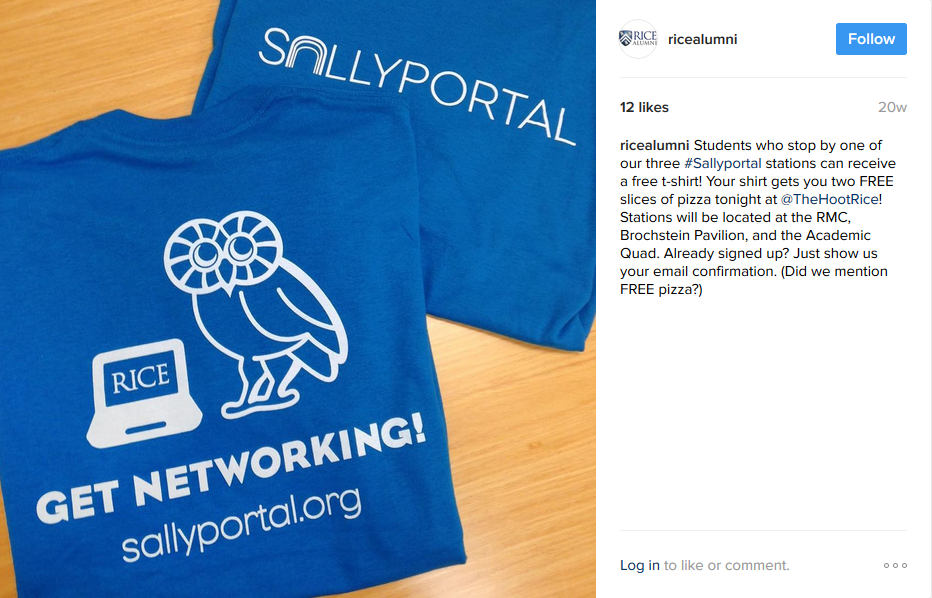 SALLYPORTAL
RICE
GET NETWORKING!
sallyportal.org
RICE
ALUMNI
ricealumni
Follow
12 likes
20w
ricealumni Students who stop by one of
our three #Sallyportal stations can receive
a free t-shirt! Your shirt gets you two FREE
slices of pizza tonight at @TheHootRice!
Stations will be located at the RMC,
Brochstein Pavilion, and the Academic
Quad. Already signed up? Just show us
your email confirmation. (Did we mention
FREE pizza?)
Log in to like or comment.